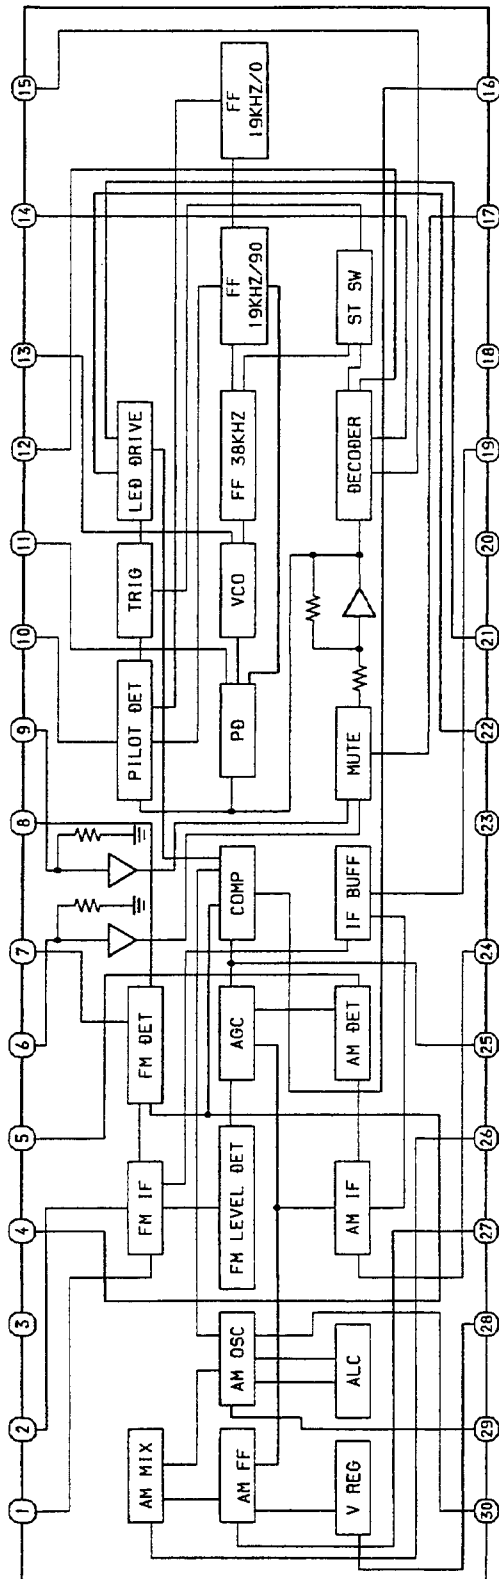 1
2
3
4
5
6
7
8
9
10
11
12
13
14
15
AM MIX
FM IF
FM DET
PILOT DET
TRIG
LED DRIVE
AM FF
AM OSC
FM LEVEL DET
AGC
COMP
PD
VCO
FF 38KHZ
FF
19KHZ/90
FF
19KHZ/0
V REG
ALC
AM IF
AM DET
IF BUFF
MUTE
DECODER
ST SW
30
29
28
27
26
25
24
23
22
21
20
19
18
17
16